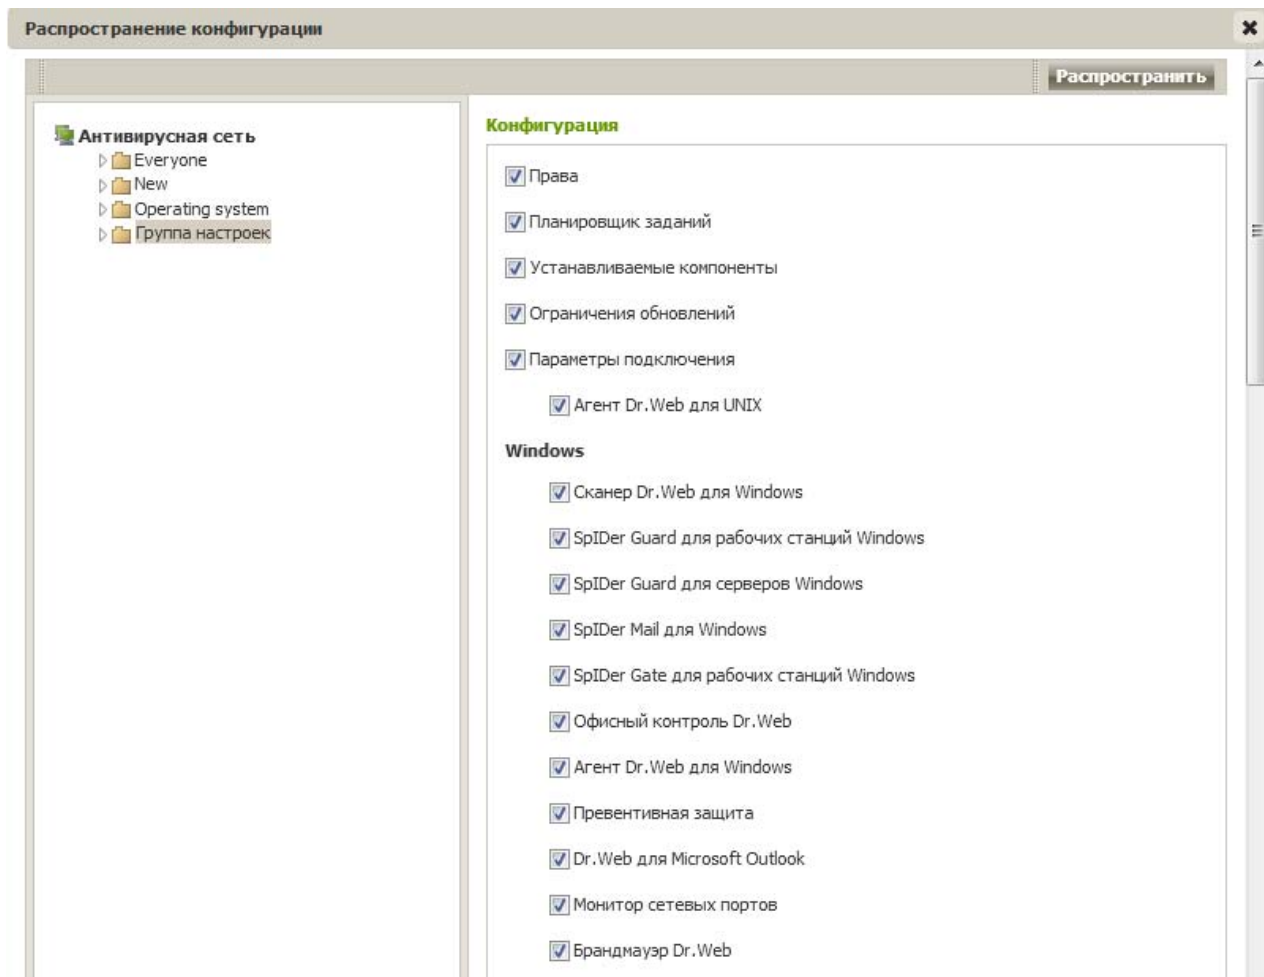 Распространение конфигурации
Распространить
Антивирусная сеть
Everyone
New
Operating system
Группа настроек
Конфигурация
Права
Планировщик заданий
Устанавливаемые компоненты
Ограничения обновлений
Параметры подключения
Агент Dr.Web для UNIX
Windows
Сканер Dr.Web для Windows
SpIDer Guard для рабочих станций Windows
SpIDer Guard для серверов Windows
SpIDer Mail для Windows
SpIDer Gate для рабочих станций Windows
Офисный контроль Dr.Web
Агент Dr.Web для Windows
Превентивная защита
Dr.Web для Microsoft Outlook
Монитор сетевых портов
Брандмауэр Dr.Web